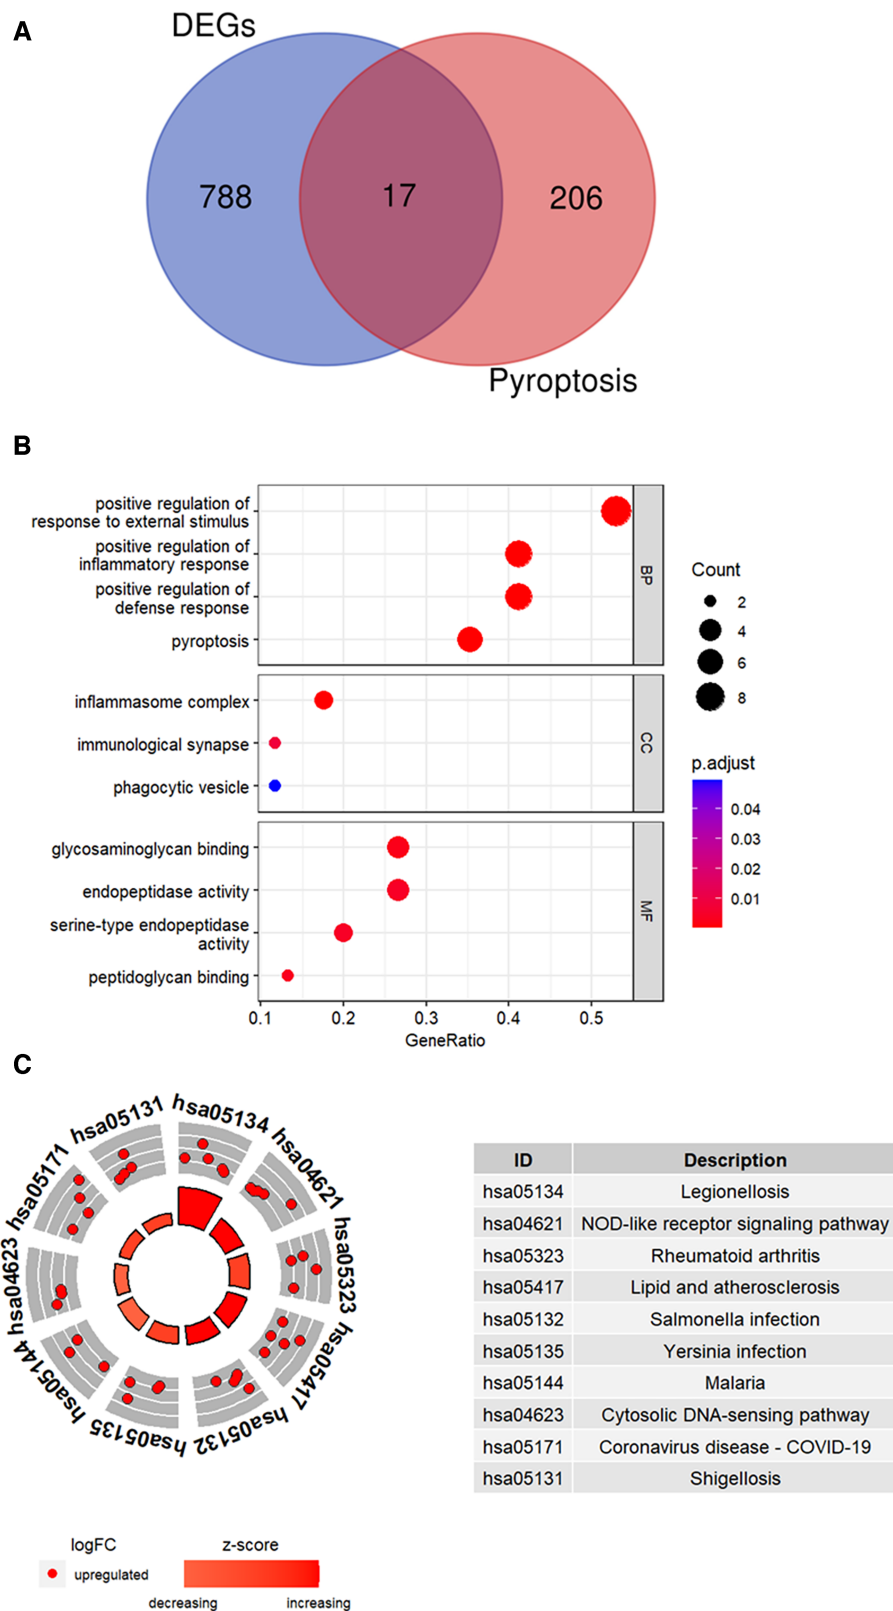 A
DEGs
788
17
206
Pyroptosis
B
positive regulation of
response to external stimulus
positive regulation of
inflammatory response
positive regulation of
defense response
pyroptosis
BP
inflammasome complex
immunological synapse
phagocytic vesicle
CC
glycosaminoglycan binding
endopeptidase activity
serine-type endopeptidase
activity
peptidoglycan binding
MF
0.1 0.2 0.3 0.4 0.5
GeneRatio
Count
2
4
6
8
p.adjust
0.04
0.03
0.02
0.01
C
hsa05134
hsa04621
hsa05323
hsa05417
hsa05132
hsa05135
hsa05144
hsa04623
hsa05171
hsa05131
ID Description
hsa05134 Legionellosis
hsa04621 NOD-like receptor signaling pathway
hsa05323 Rheumatoid arthritis
hsa05417 Lipid and atherosclerosis
hsa05132 Salmonella infection
hsa05135 Yersinia infection
hsa05144 Malaria
hsa04623 Cytosolic DNA-sensing pathway
hsa05171 Coronavirus disease - COVID-19
hsa05131 Shigellosis
logFC
upregulated
z-score
decreasing increasing